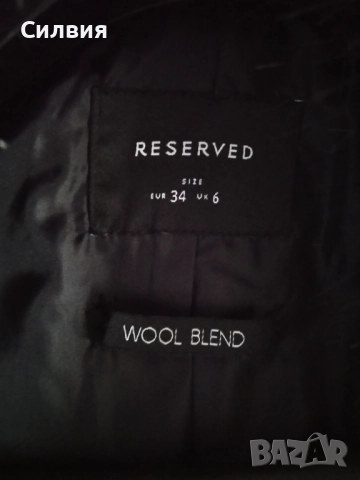 Силвия
RESERVED
SIZE
EUR 34 UK 6
WOOL BLEND
BAZAR